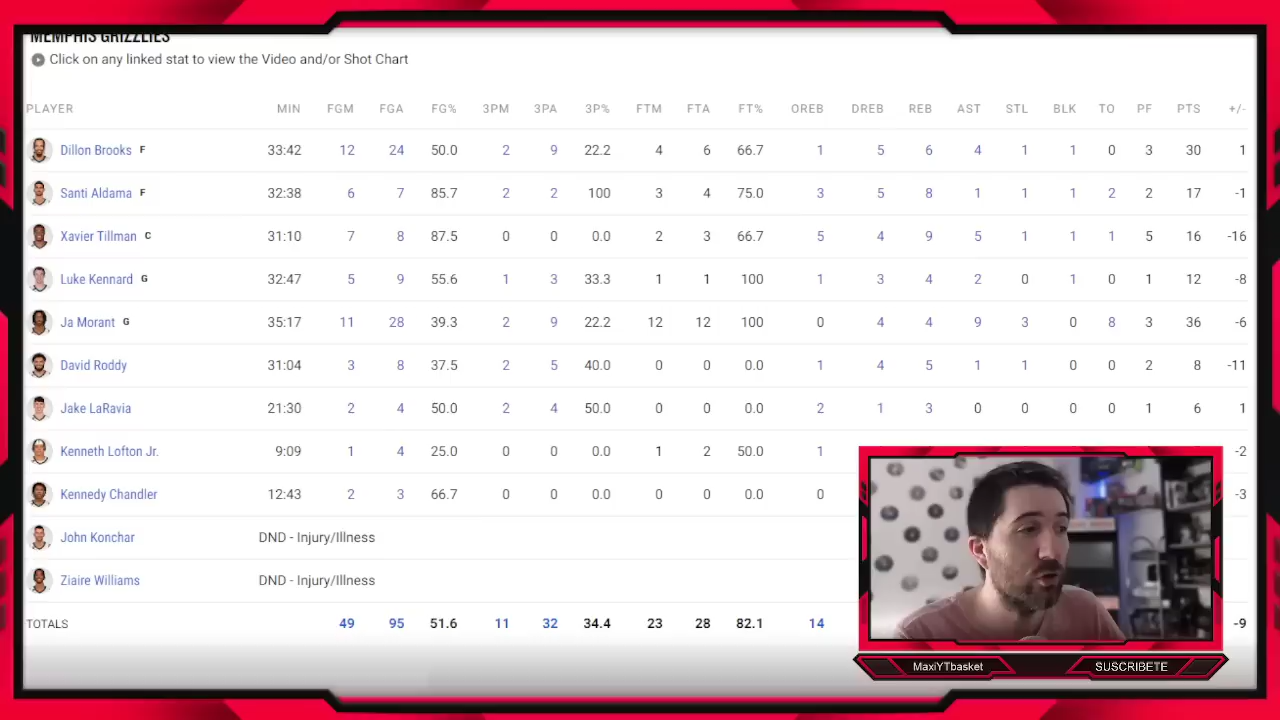 MEMPHIS GRIZZLIES
Click on any linked stat to view the Video and/or Shot Chart
PLAYER MIN FGM FGA FG% 3PM 3PA 3P% FTM FTA FT% OREB DREB REB AST STL BLK TO PF PTS +/-
Dillon Brooks F 33:42 12 24 50.0 2 9 22.2 4 6 66.7 1 5 6 4 1 1 0 3 30 1
Santi Aldama F 32:38 6 7 85.7 2 2 100 3 4 75.0 3 5 8 1 1 1 2 2 17 -1
Xavier Tillman C 31:10 7 8 87.5 0 0 0.0 2 3 66.7 5 4 9 5 1 1 1 5 16 -16
Luke Kennard G 32:47 5 9 55.6 1 3 33.3 1 1 100 1 3 4 2 0 1 0 1 12 -8
Ja Morant G 35:17 11 28 39.3 2 9 22.2 12 12 100 0 4 4 9 3 0 8 3 36 -6
David Roddy 31:04 3 8 37.5 2 5 40.0 0 0 0.0 1 4 5 1 1 0 0 2 8 -11
Jake LaRavia 21:30 2 4 50.0 2 4 50.0 0 0 0.0 2 1 3 0 0 0 0 1 6 1
Kenneth Lofton Jr. 9:09 1 4 25.0 0 0 0.0 1 2 50.0 1 -2
Kennedy Chandler 12:43 2 3 66.7 0 0 0.0 0 0 0.0 0 -3
John Konchar DND - Injury/Illness
Ziaire Williams DND - Injury/Illness
TOTALS 49 95 51.6 11 32 34.4 23 28 82.1 14 -9
MaxiYTbasket SUSCRIBETE